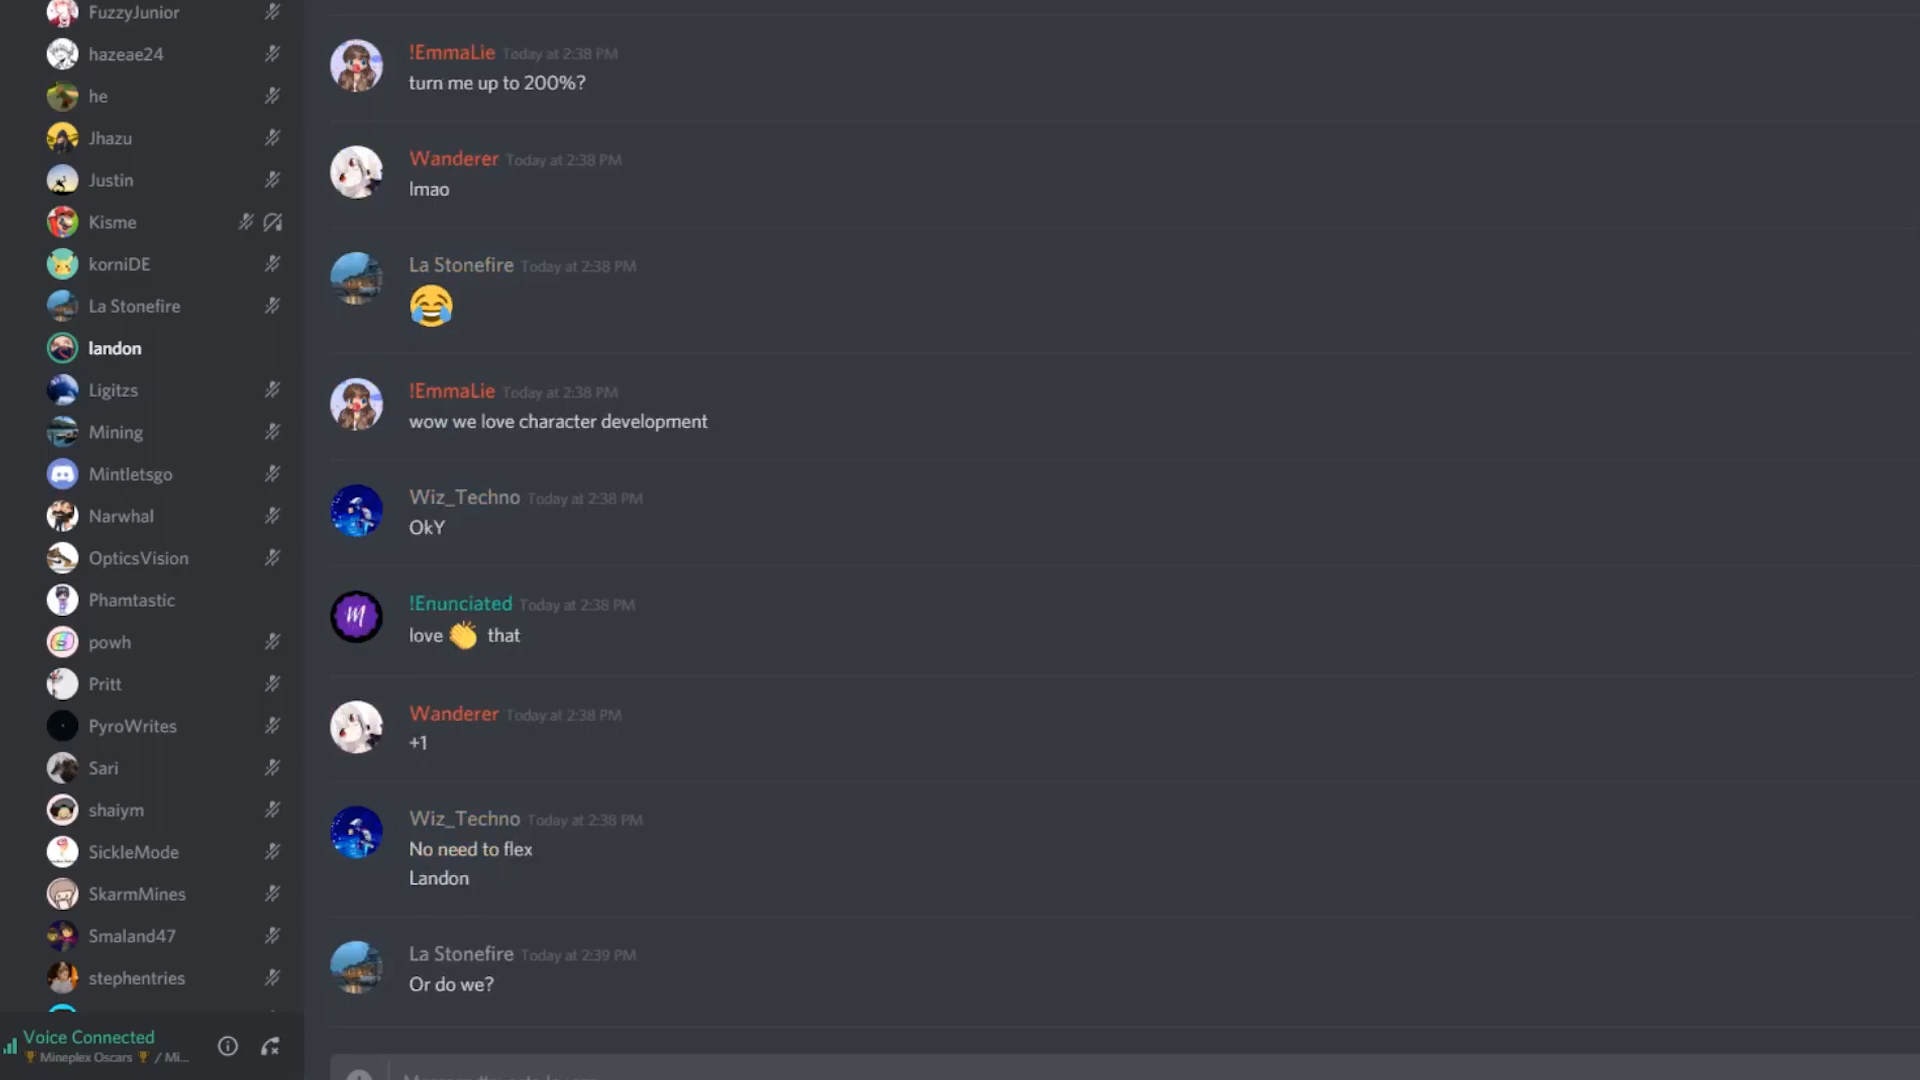 FuzzyJunior
hazeae24
he
Jhazu
Justin
Kisme
korniDE
La Stonefire
landon
Ligitzs
Mining
Mintletsgo
Narwhal
OpticsVision
Phamtastic
powh
Pritt
PyroWrites
Sari
shaiym
SickleMode
SkarmMines
Smaland47
stephentries
Voice Connected
🏆 Mineplex Oscars 🏆 / Mi...
!EmmaLie Today at 2:38 PM
turn me up to 200%?
Wanderer Today at 2:38 PM
lmao
La Stonefire Today at 2:38 PM
😂
!EmmaLie Today at 2:38 PM
wow we love character development
Wiz_Techno Today at 2:38 PM
OkY
!Enunciated Today at 2:38 PM
love 👏 that
Wanderer Today at 2:38 PM
+1
Wiz_Techno Today at 2:38 PM
No need to flex
Landon
La Stonefire Today at 2:39 PM
Or do we?